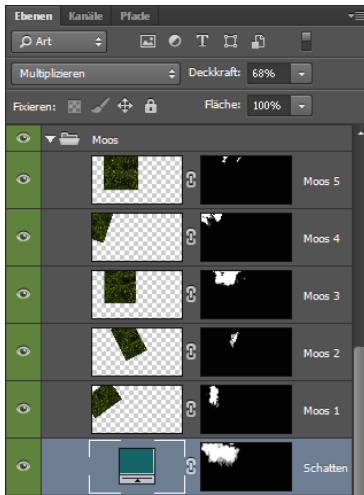 Ebenen Kanäle Pfade
Art T
Multiplizieren Deckkraft: 68%
Fixieren: Fläche: 100%
Moos
Moos 5
Moos 4
Moos 3
Moos 2
Moos 1
Schatten